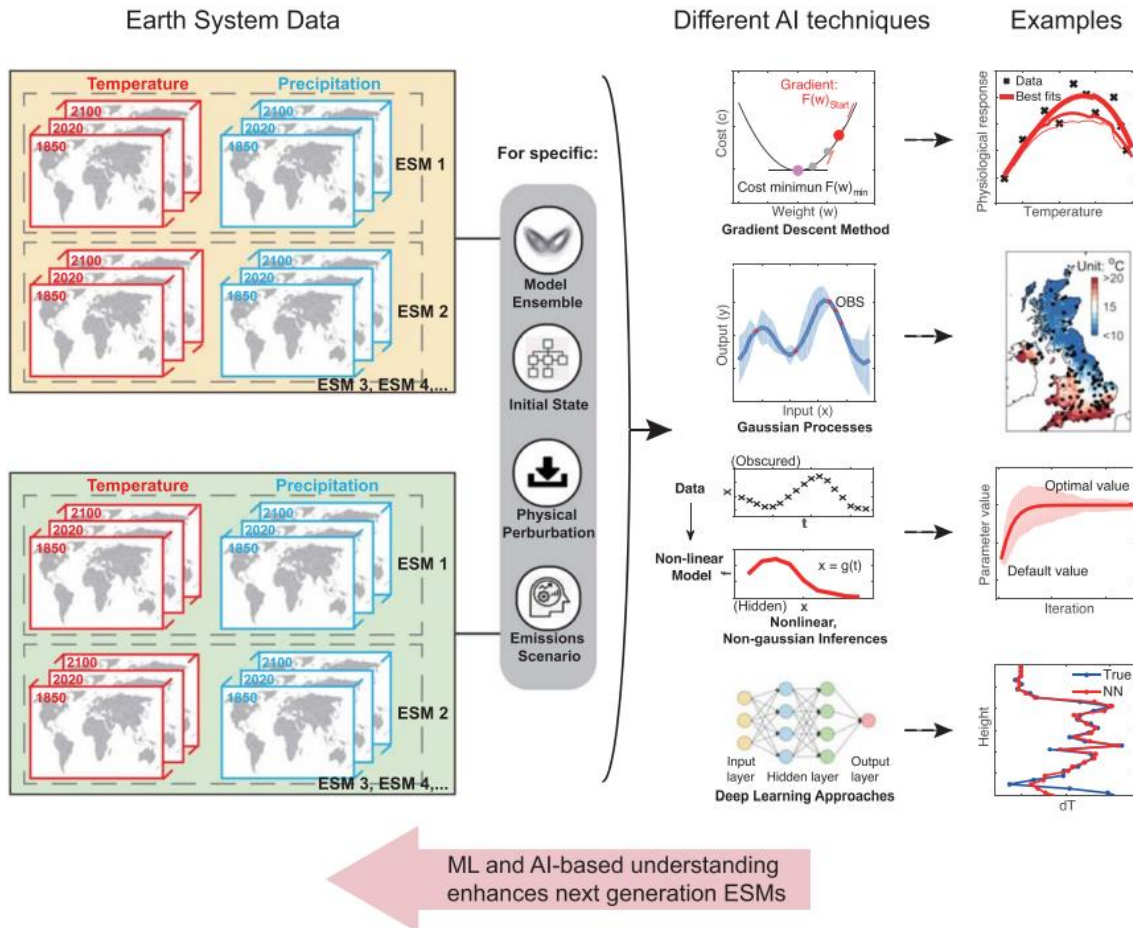 Earth System Data
Different AI techniques
Examples
Temperature
Precipitation
2100
2020
1850
2100
2020
1850
ESM 1
2100
2020
1850
2100
2020
1850
ESM 2
ESM 3, ESM 4,...
Temperature
Precipitation
2100
2020
1850
2100
2020
1850
ESM 1
2100
2020
1850
2100
2020
1850
ESM 2
ESM 3, ESM 4,...
For specific:
Model
Ensemble
Initial State
Physical
Perburbation
Emissions
Scenario
Gradient:
F(w)Start
Cost (c)
Cost minimun F(w)min
Weight (w)
Gradient Descent Method
Data
Best fits
Physiological response
Temperature
OBS
Output (y)
Input (x)
Gaussian Processes
Unit: °C
>20
<10
(Obscured)
Data
x
t
Non-linear
Model
f
x = g(t)
(Hidden)
x
Nonlinear,
Non-gaussian Inferences
Optimal value
Parameter value
Default value
Iteration
Input
layer
Hidden layer
Output
layer
Deep Learning Approaches
True
NN
Height
dT
ML and AI-based understanding
enhances next generation ESMs